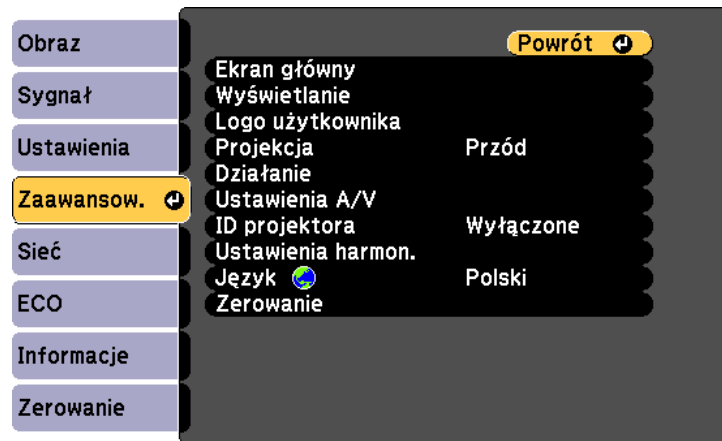 Obraz
Sygnał
Ustawienia
Zaawansow.
Sieć
ECO
Informacje
Zerowanie
Powrót
Ekran główny
Wyświetlanie
Logo użytkownika
Projekcja Przód
Działanie
Ustawienia A/V
ID projektora Wyłączone
Ustawienia harmon.
Język Polski
Zerowanie